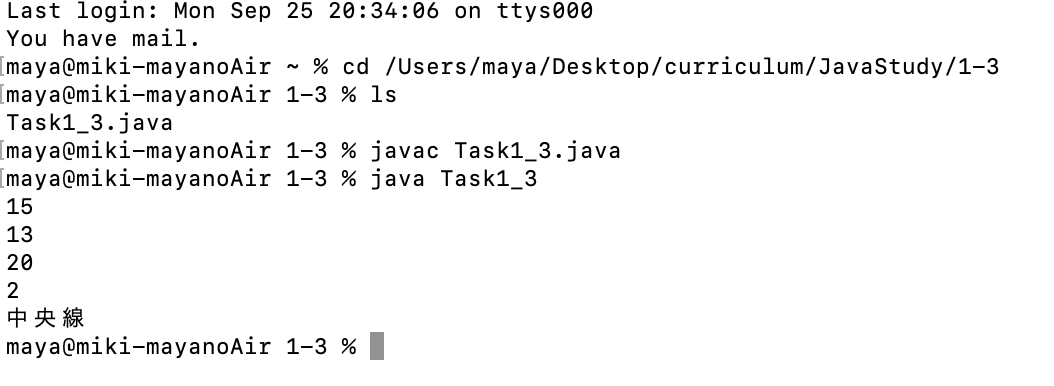 Last login: Mon Sep 25 20:34:06 on ttys000
You have mail.
[maya@miki-mayanoAir ~ % cd /Users/maya/Desktop/curriculum/JavaStudy/1-3
[maya@miki-mayanoAir 1-3 % ls
Task1_3.java
[maya@miki-mayanoAir 1-3 % javac Task1_3.java
[maya@miki-mayanoAir 1-3 % java Task1_3
15
13
20
2
中央線
maya@miki-mayanoAir 1-3 %